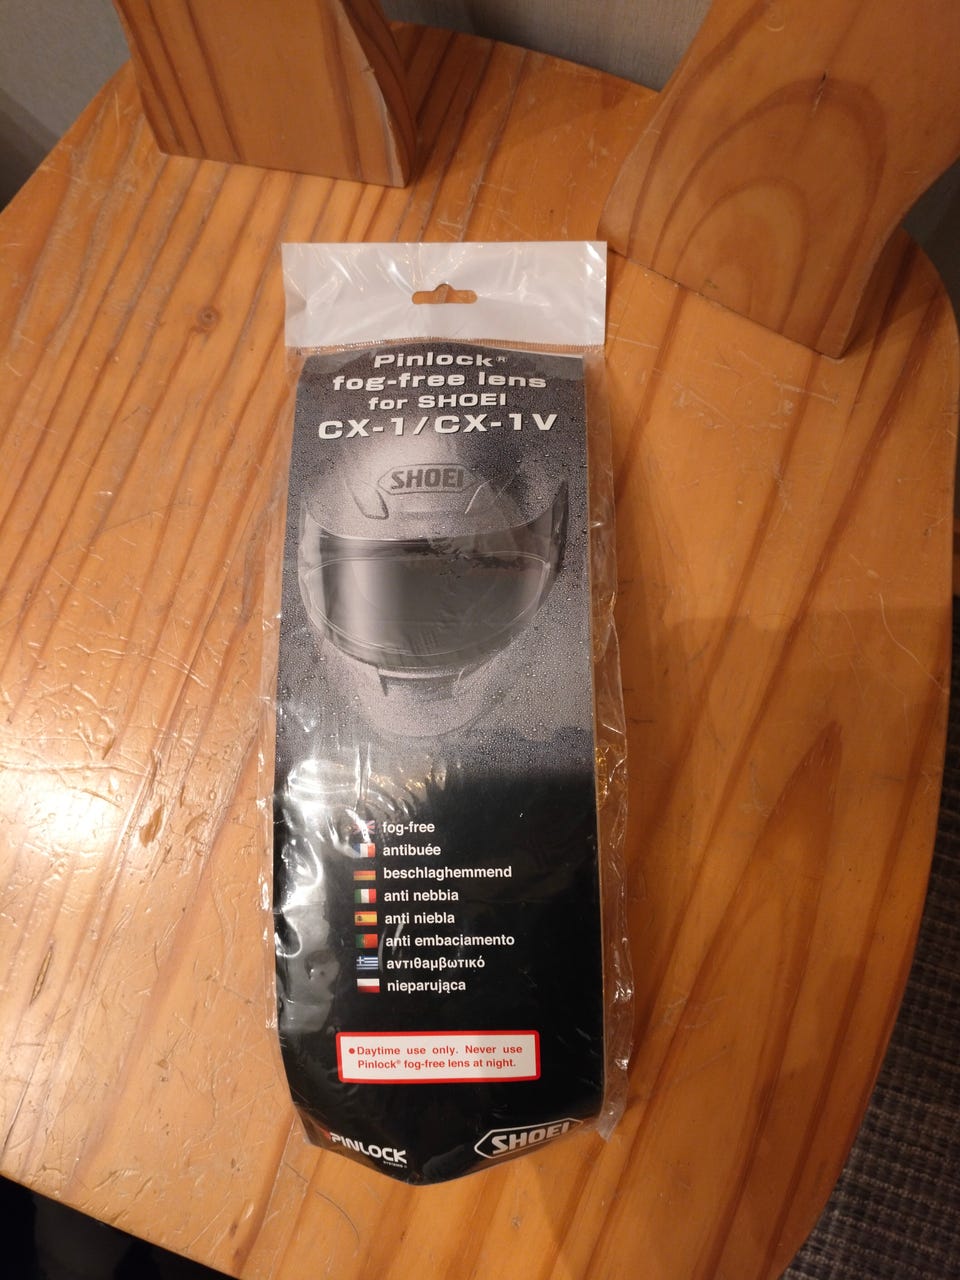 Pinlock®
fog-free lens
for SHOEI
CX-1/CX-1V
SHOEI
fog-free
antibuée
beschlaghemmend
anti nebbia
anti niebla
anti embaciamento
αντιθαμβωτικό
nieparująca
•Daytime use only. Never use
Pinlock® fog-free lens at night.
PINLOCK
SYSTEMS
SHOEI